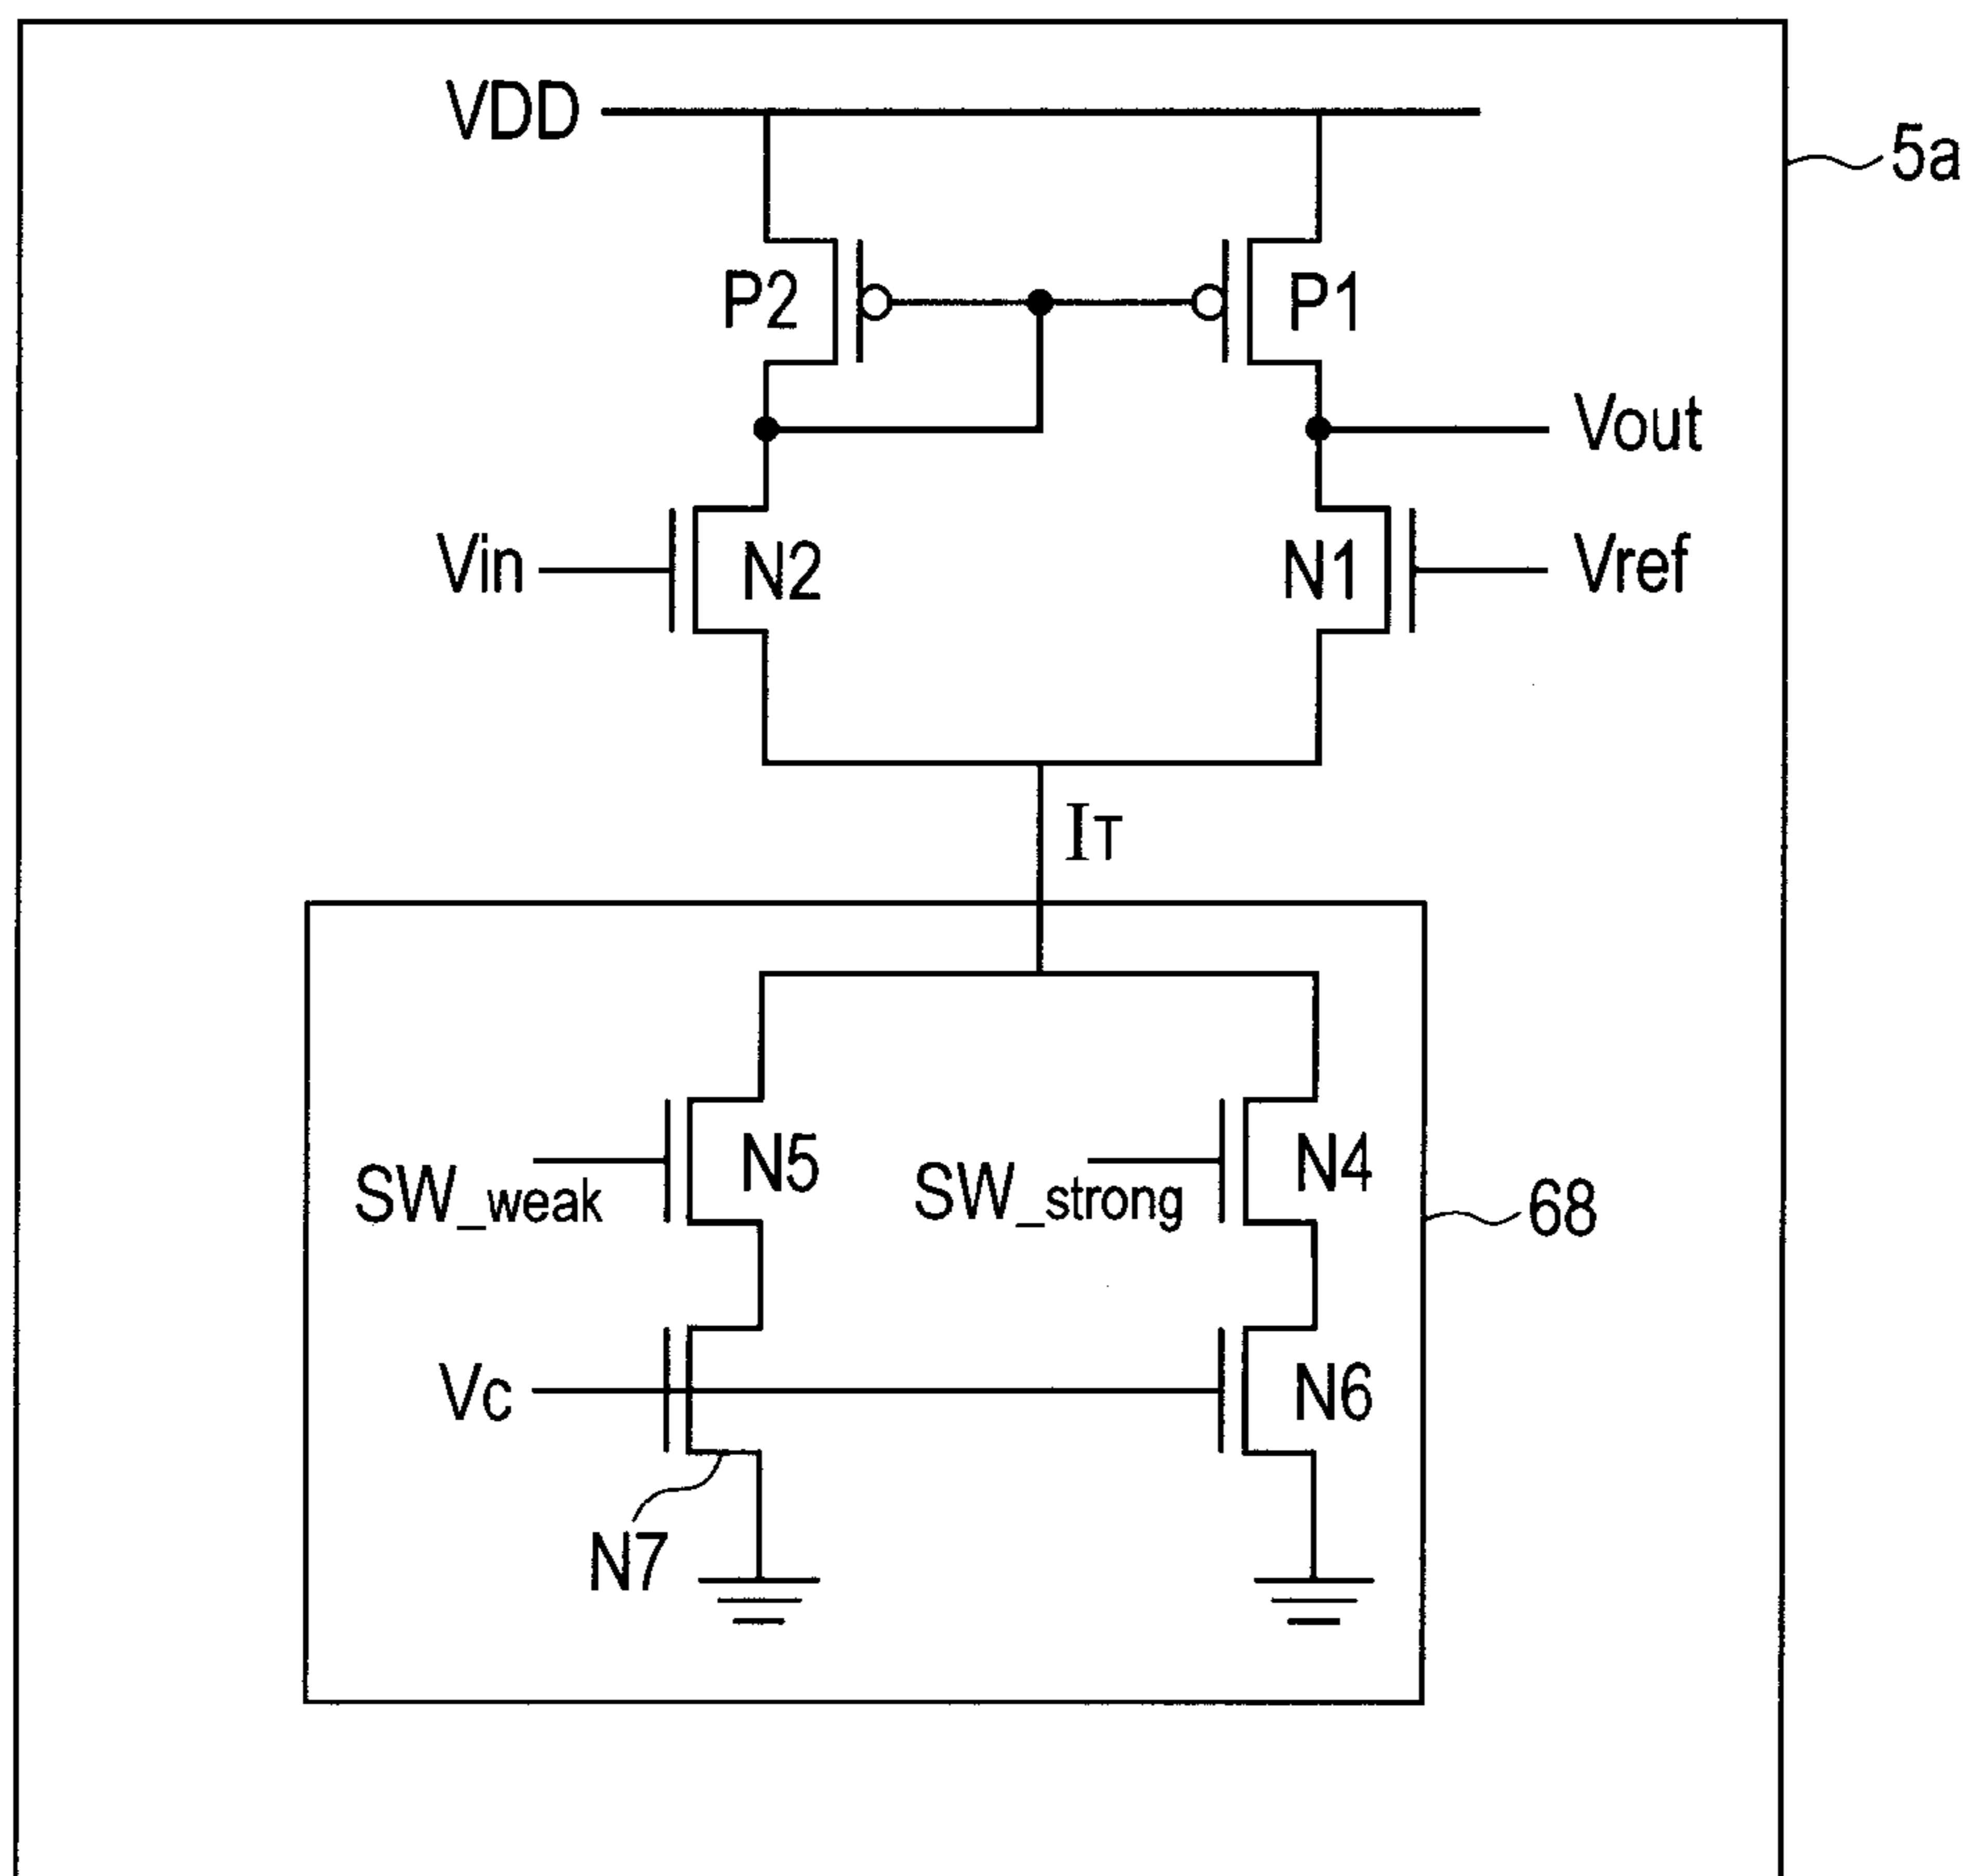 VDD
5a
P2
P1
Vout
Vin
N2
N1
Vref
IT
N5
N4
SW_weak
SW_strong
68
Vc
N6
N7